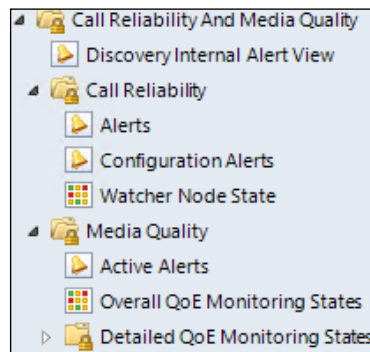 Call Reliability And Media Quality
Discovery Internal Alert View
Call Reliability
Alerts
Configuration Alerts
Watcher Node State
Media Quality
Active Alerts
Overall QoE Monitoring States
Detailed QoE Monitoring States